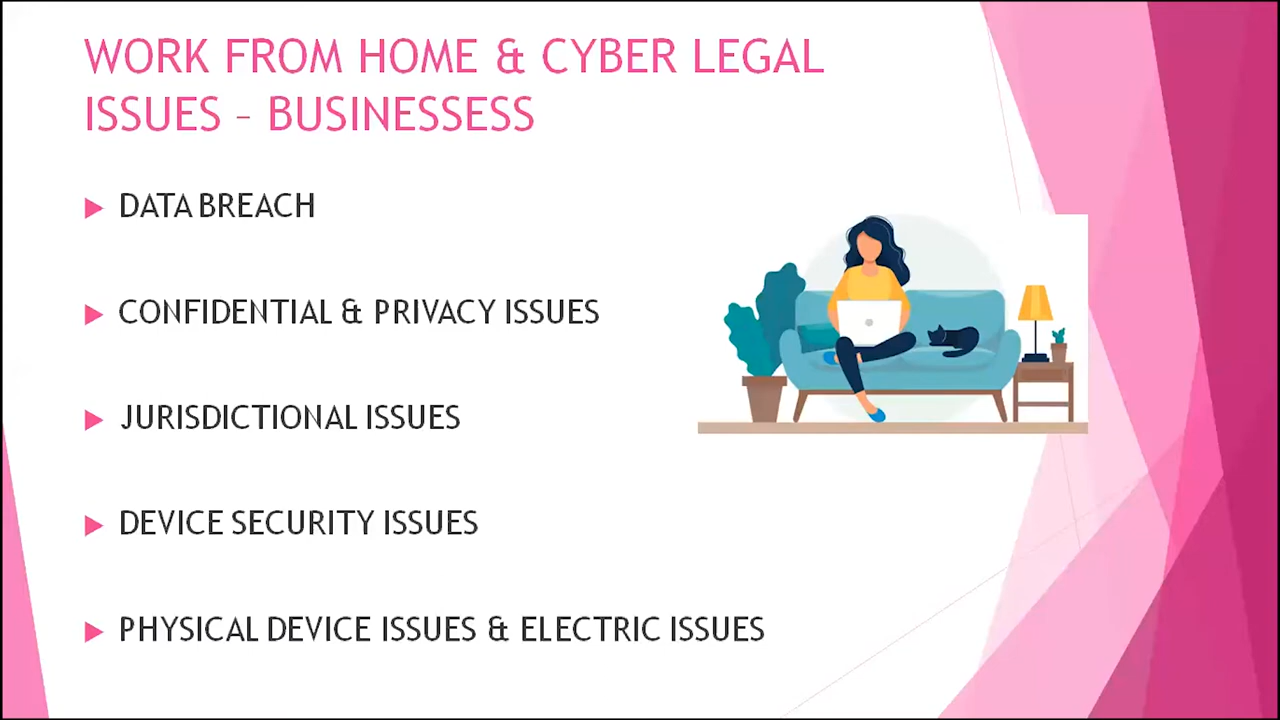 WORK FROM HOME & CYBER LEGAL
ISSUES – BUSINESSESS
DATA BREACH
CONFIDENTIAL & PRIVACY ISSUES
JURISDICTIONAL ISSUES
DEVICE SECURITY ISSUES
PHYSICAL DEVICE ISSUES & ELECTRIC ISSUES